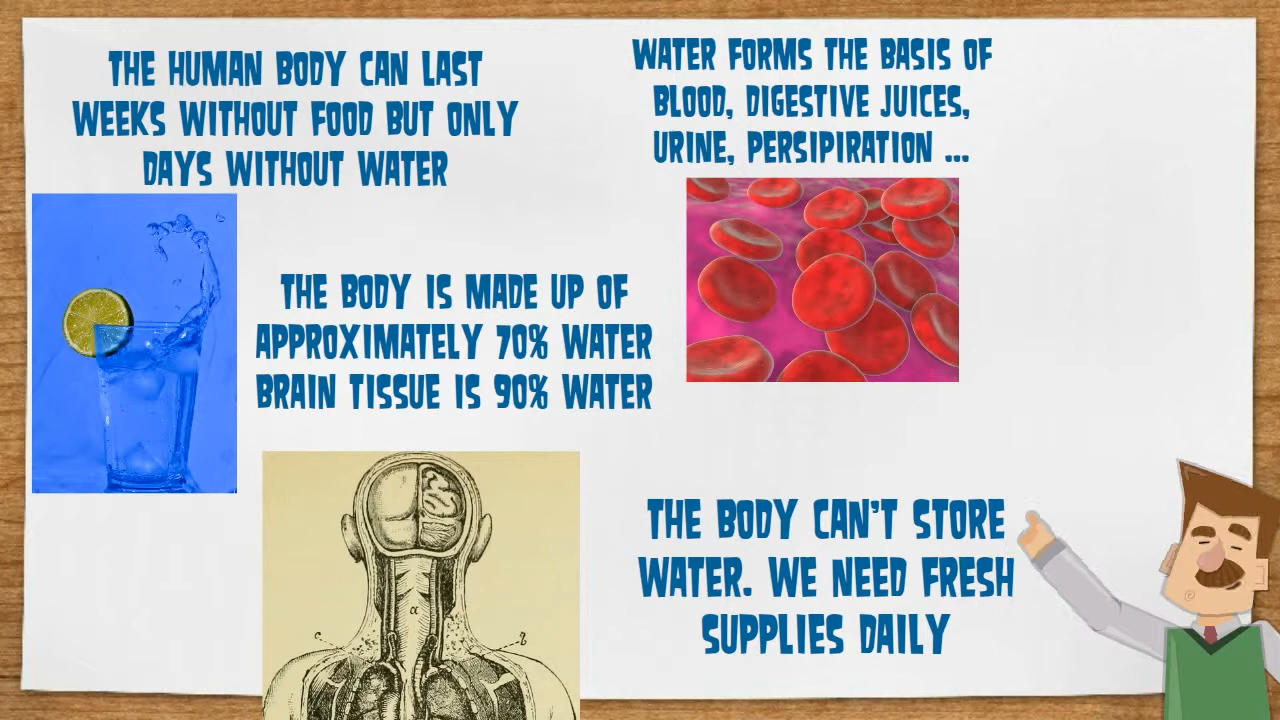 THE HUMAN BODY CAN LAST
WEEKS WITHOUT FOOD BUT ONLY
DAYS WITHOUT WATER
WATER FORMS THE BASIS OF
BLOOD, DIGESTIVE JUICES,
URINE, PERSIPIRATION ...
THE BODY IS MADE UP OF
APPROXIMATELY 70% WATER
BRAIN TISSUE IS 90% WATER
THE BODY CAN'T STORE
WATER. WE NEED FRESH
SUPPLIES DAILY